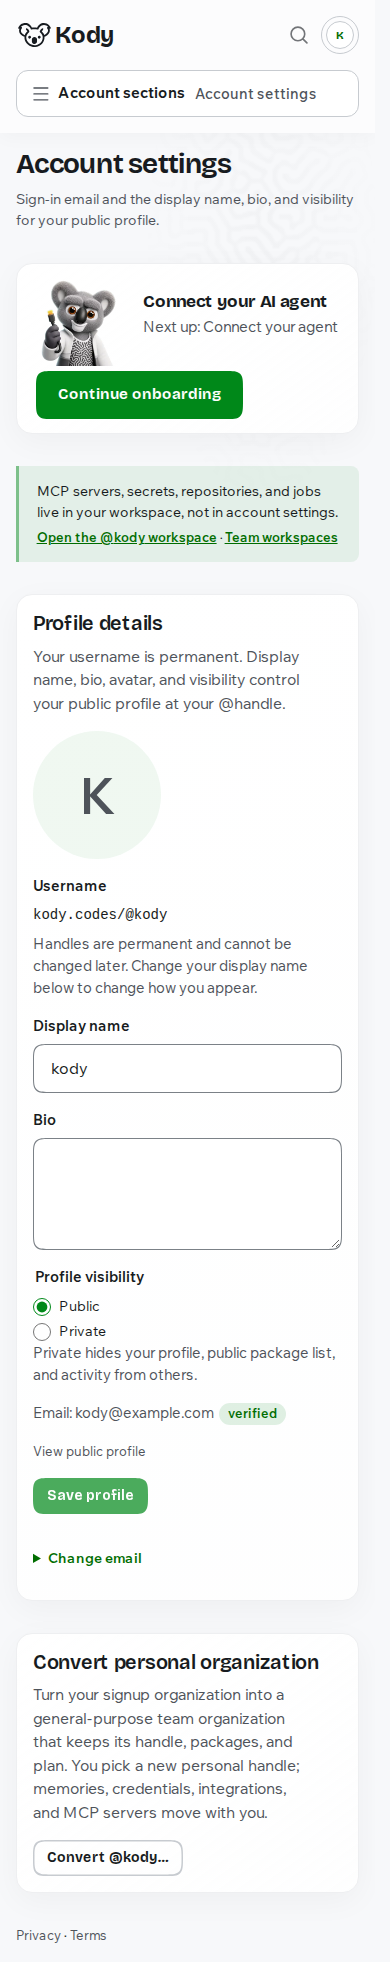 Kody
K
Account sections Account settings
Account settings
Sign-in email and the display name, bio, and visibility
for your public profile.
Connect your AI agent
Next up: Connect your agent
Continue onboarding
MCP servers, secrets, repositories, and jobs
live in your workspace, not in account settings.
Open the @kody workspace · Team workspaces
Profile details
Your username is permanent. Display
name, bio, avatar, and visibility control
your public profile at your @handle.
K
Username
kody.codes/@kody
Handles are permanent and cannot be
changed later. Change your display name
below to change how you appear.
Display name
kody
Bio
Profile visibility
Public
Private
Private hides your profile, public package list,
and activity from others.
Email: kody@example.com verified
View public profile
Save profile
Change email
Convert personal organization
Turn your signup organization into a
general-purpose team organization
that keeps its handle, packages, and
plan. You pick a new personal handle;
memories, credentials, integrations,
and MCP servers move with you.
Convert @kody...
Privacy · Terms